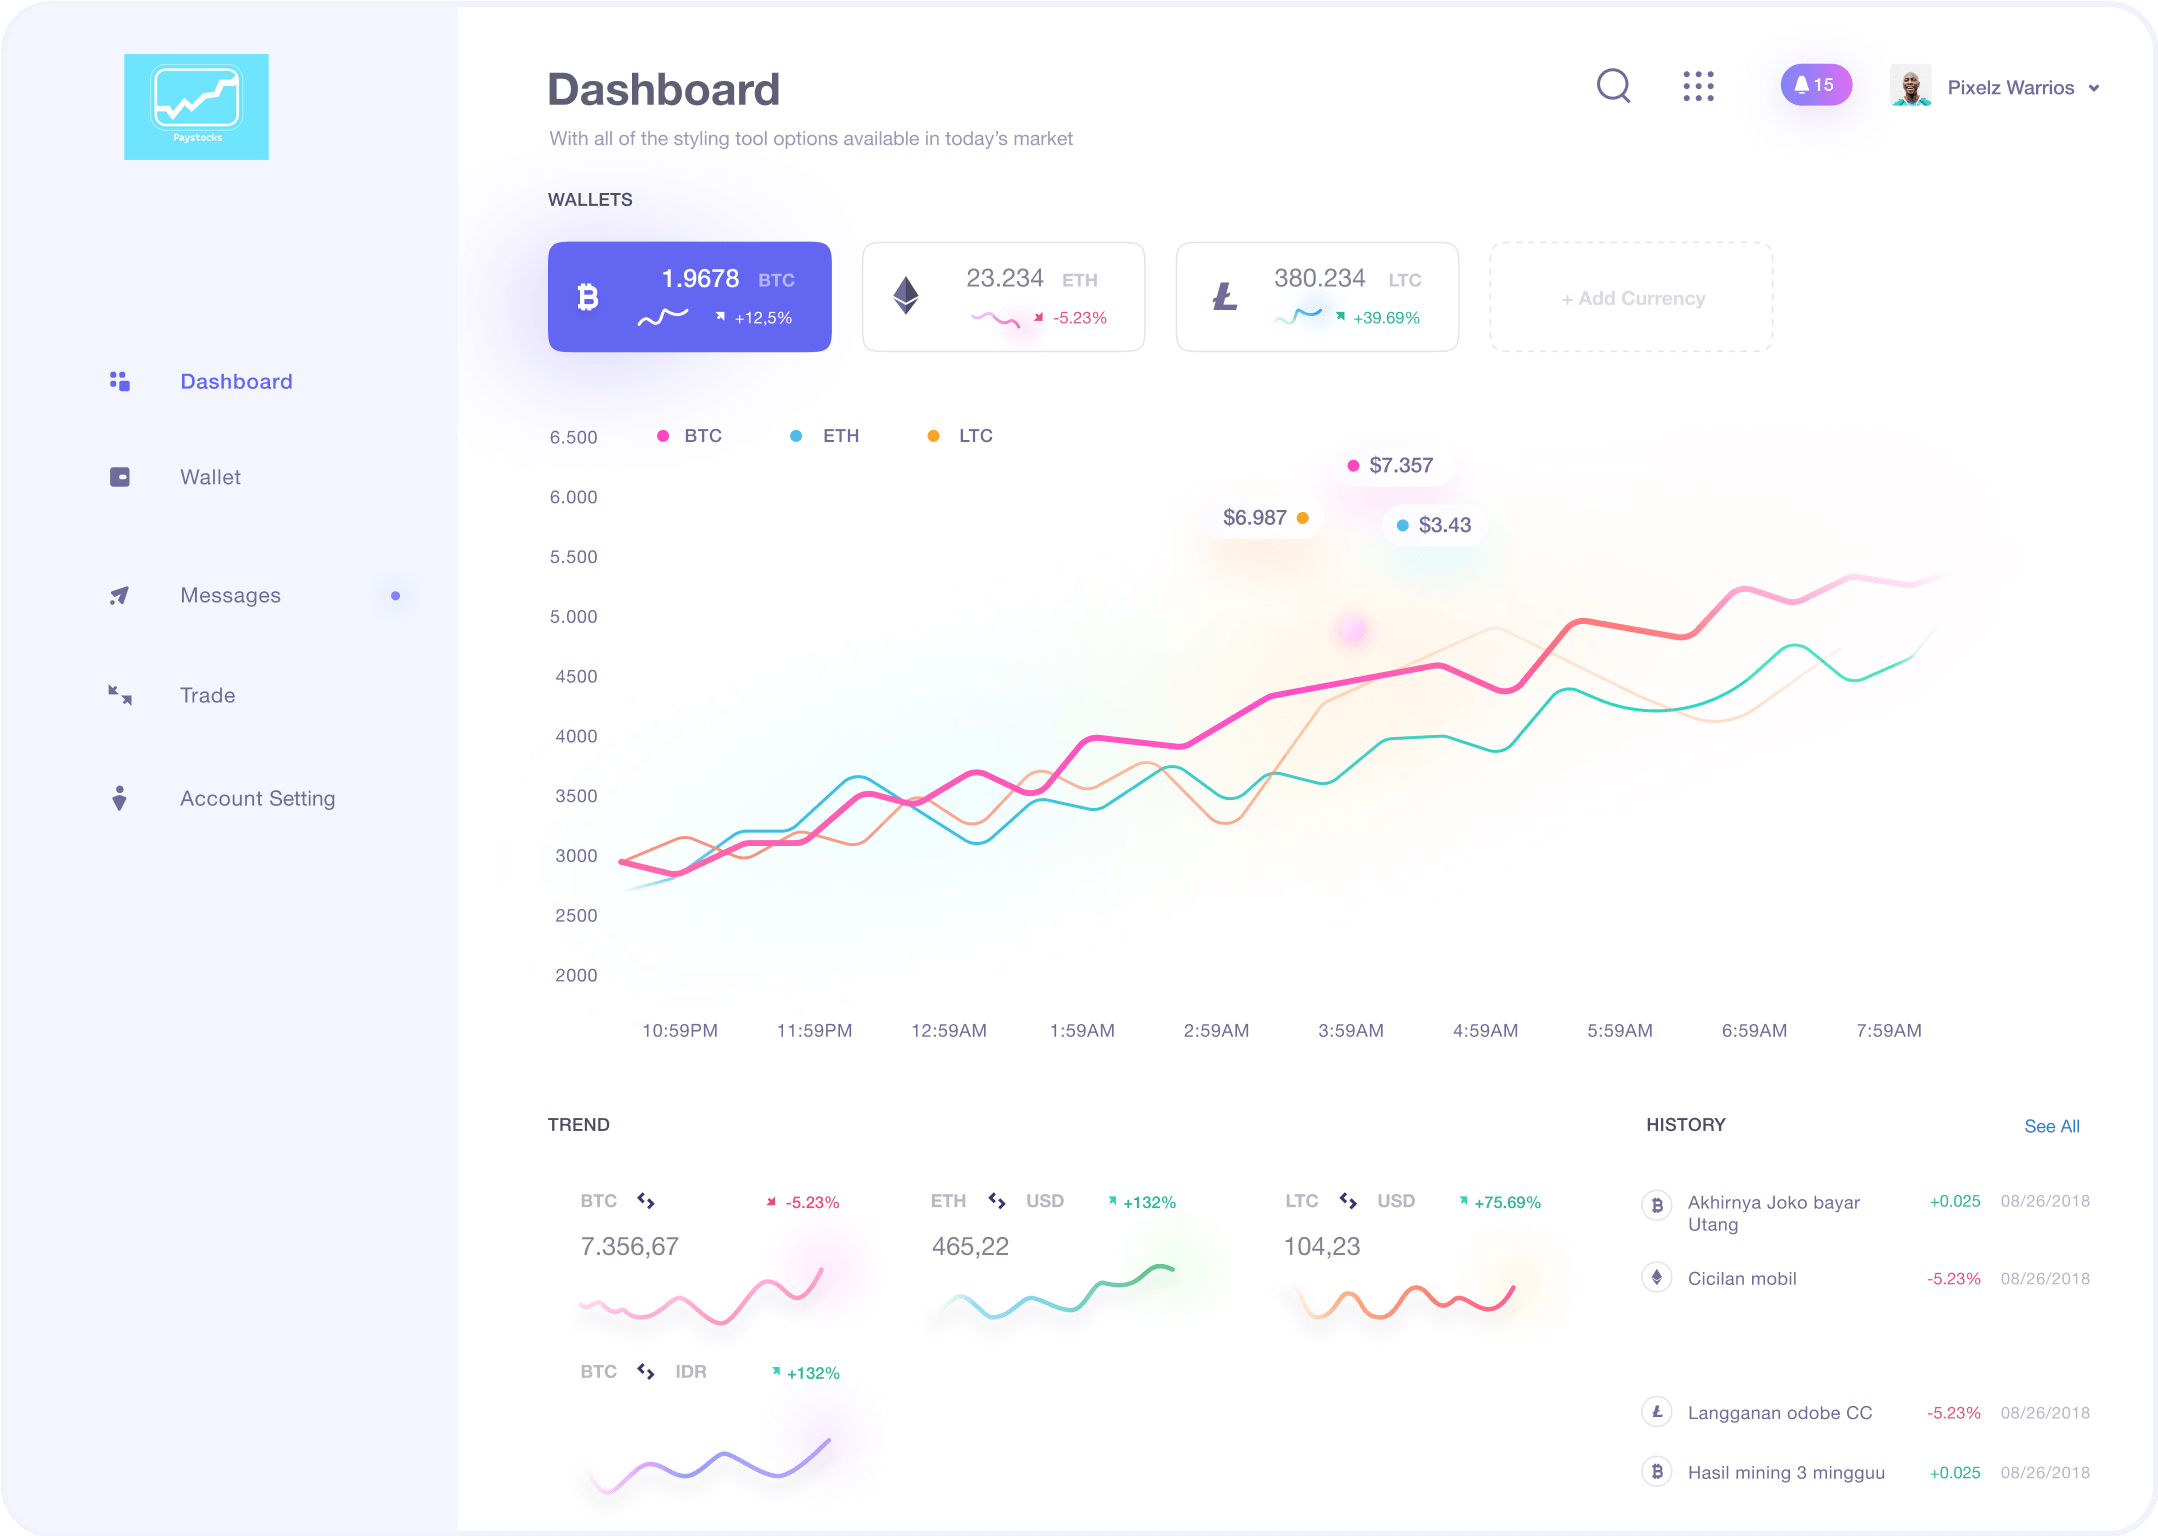 Paystocks
Dashboard
With all of the styling tool options available in today’s market
15
Pixelz Warrios
WALLETS
1.9678 BTC
+12,5%
23.234 ETH
-5.23%
380.234 LTC
+39.69%
+ Add Currency
Dashboard
Wallet
Messages
Trade
Account Setting
BTC ETH LTC
$7.357
$6.987
$3.43
6.500
6.000
5.500
5.000
4500
4000
3500
3000
2500
2000
10:59PM 11:59PM 12:59AM 1:59AM 2:59AM 3:59AM 4:59AM 5:59AM 6:59AM 7:59AM
TREND
BTC -5.23%
7.356,67
ETH USD +132%
465,22
LTC USD +75.69%
104,23
BTC IDR +132%
HISTORY See All
Akhirnya Joko bayar +0.025 08/26/2018
Utang
Cicilan mobil -5.23% 08/26/2018
Langganan odobe CC -5.23% 08/26/2018
Hasil mining 3 mingguu +0.025 08/26/2018